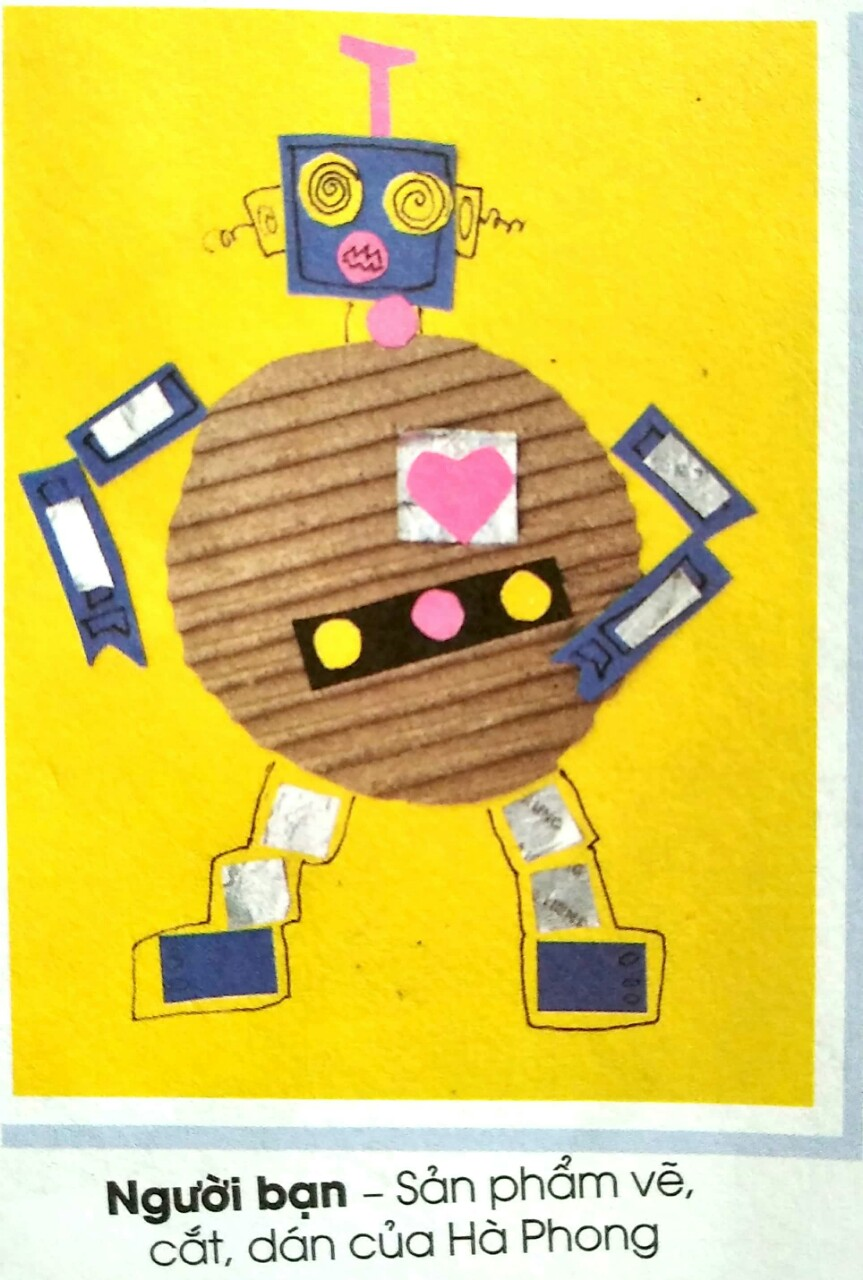 Người bạn – Sản phẩm vẽ,
cắt, dán của Hà Phong